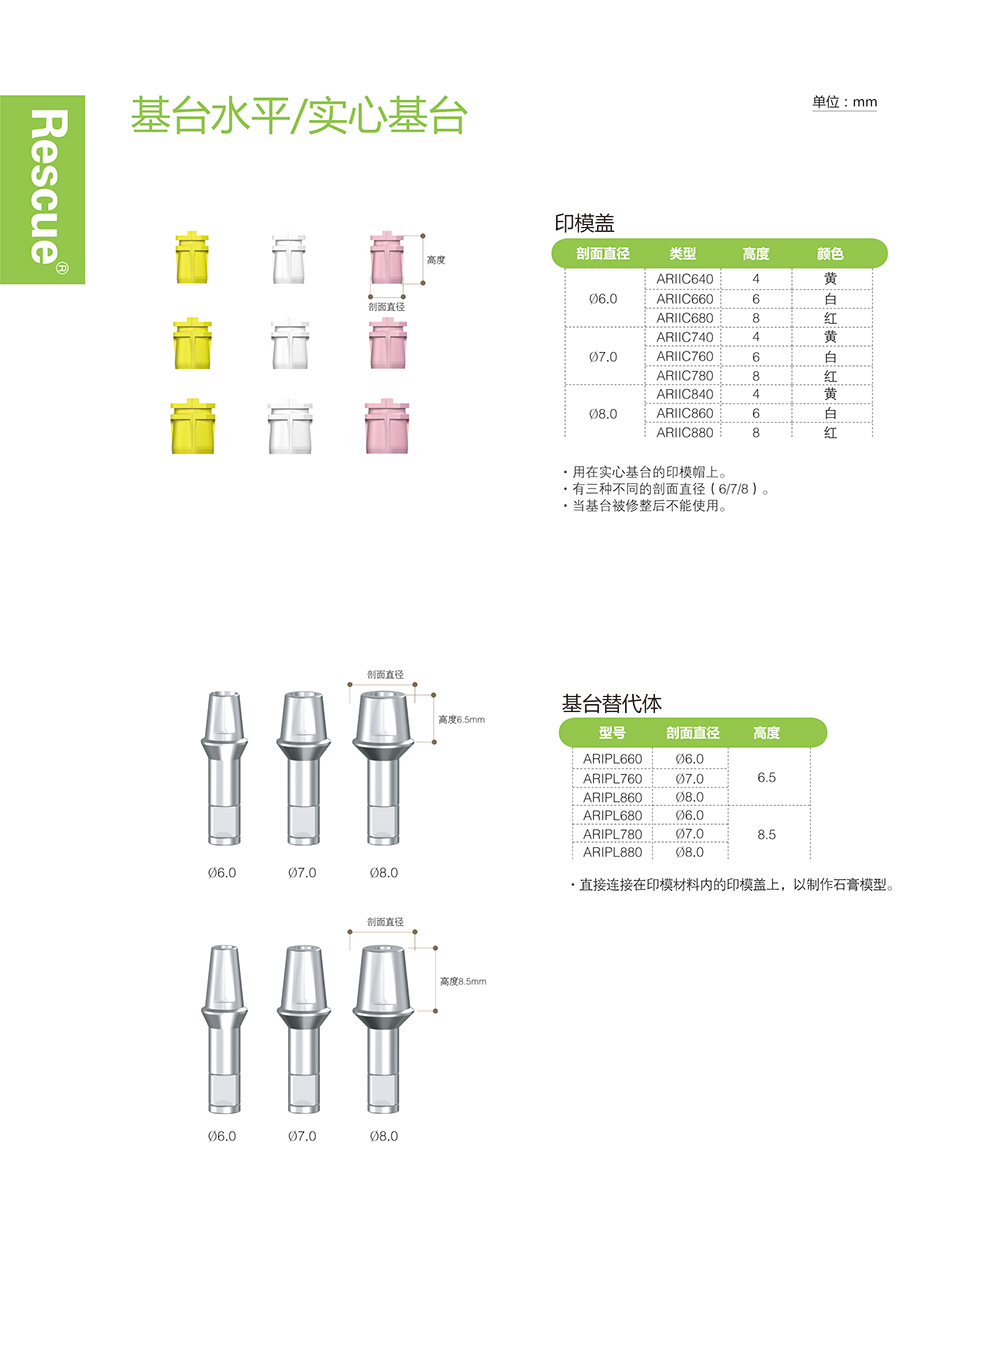 Rescue®
基台水平/实心基台
单位：mm
高度
剖面直径
印模盖
剖面直径 类型 高度 颜色
Ø6.0
ARIIC640 4 黄
ARIIC660 6 白
ARIIC680 8 红
Ø7.0
ARIIC740 4 黄
ARIIC760 6 白
ARIIC780 8 红
Ø8.0
ARIIC840 4 黄
ARIIC860 6 白
ARIIC880 8 红
・用在实心基台的印模帽上。
・有三种不同的剖面直径（6/7/8）。
・当基台被修整后不能使用。
剖面直径
高度6.5mm
Ø6.0 Ø7.0 Ø8.0
剖面直径
高度8.5mm
Ø6.0 Ø7.0 Ø8.0
基台替代体
型号 剖面直径 高度
ARIPL660 Ø6.0
ARIPL760 Ø7.0 6.5
ARIPL860 Ø8.0
ARIPL680 Ø6.0
ARIPL780 Ø7.0 8.5
ARIPL880 Ø8.0
・直接连接在印模材料内的印模盖上，以制作石膏模型。